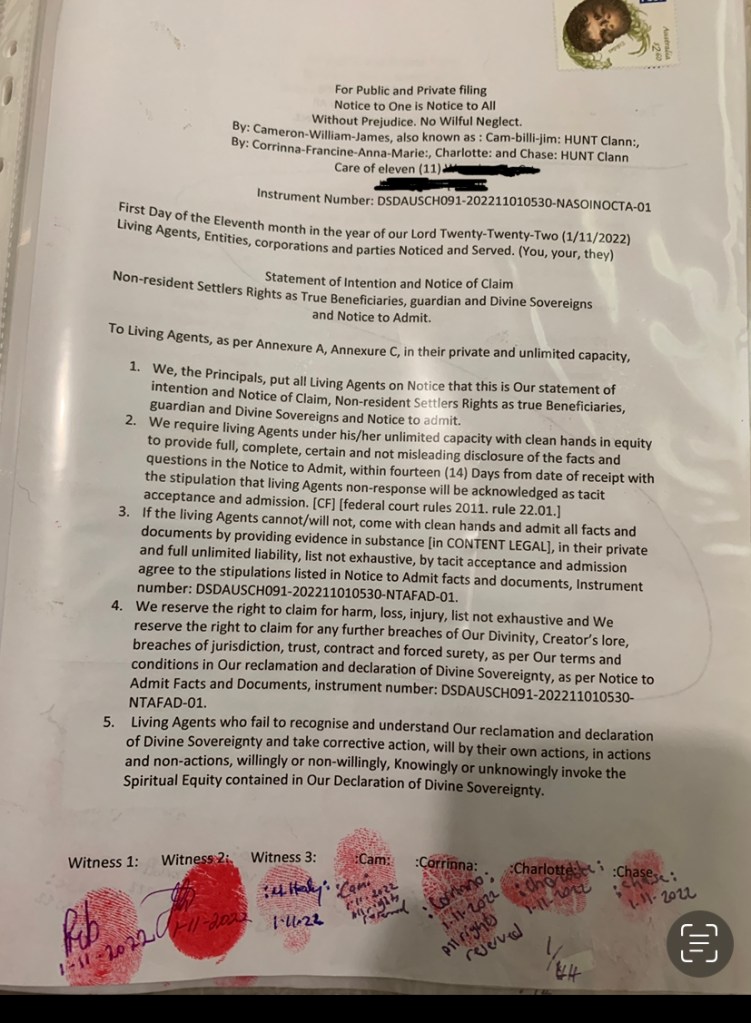 Australia
$2.40
For Public and Private filing
Notice to One is Notice to All
Without Prejudice. No Wilful Neglect.
By: Cameron-William-James, also known as : Cam-billi-jim: HUNT Clann:,
By: Corrinna-Francine-Anna-Marie:, Charlotte: and Chase: HUNT Clann
Care of eleven (11)
Instrument Number: DSDAUSCH091-202211010530-NASOINOCTA-01
First Day of the Eleventh month in the year of our Lord Twenty-Twenty-Two (1/11/2022)
Living Agents, Entities, corporations and parties Noticed and Served. (You, your, they)
Statement of Intention and Notice of Claim
Non-resident Settlers Rights as True Beneficiaries, guardian and Divine Sovereigns
and Notice to Admit.
To Living Agents, as per Annexure A, Annexure C, in their private and unlimited capacity,
1. We, the Principals, put all Living Agents on Notice that this is Our statement of
intention and Notice of Claim, Non-resident Settlers Rights as true Beneficiaries,
guardian and Divine Sovereigns and Notice to admit.
2. We require living Agents under his/her unlimited capacity with clean hands in equity
to provide full, complete, certain and not misleading disclosure of the facts and
questions in the Notice to Admit, within fourteen (14) Days from date of receipt with
the stipulation that living Agents non-response will be acknowledged as tacit
acceptance and admission. [CF] [federal court rules 2011. rule 22.01.]
3. If the living Agents cannot/will not, come with clean hands and admit all facts and
documents by providing evidence in substance [in CONTENT LEGAL], in their private
and full unlimited liability, list not exhaustive, by tacit acceptance and admission
agree to the stipulations listed in Notice to Admit facts and documents, Instrument
number: DSDAUSCH091-202211010530-NTAFAD-01.
4. We reserve the right to claim for harm, loss, injury, list not exhaustive and We
reserve the right to claim for any further breaches of Our Divinity, Creator's lore,
breaches of jurisdiction, trust, contract and forced surety, as per Our terms and
conditions in Our reclamation and declaration of Divine Sovereignty, as per Notice to
Admit Facts and Documents, instrument number: DSDAUSCH091-202211010530-
NTAFAD-01.
5. Living Agents who fail to recognise and understand Our reclamation and declaration
of Divine Sovereignty and take corrective action, will by their own actions, in actions
and non-actions, willingly or non-willingly, Knowingly or unknowingly invoke the
Spiritual Equity contained in Our Declaration of Divine Sovereignty.
Witness 1: Witness 2: Witness 3: :Cam: :Corrinna: :Charlotte: :Chase:
1-11-2022
1-11-2022
1-11-22
:Cam:
1-11-2022
All rights
reserved
:Corrinna:
1-11-2022
All rights
reserved
1-11-2022
:chase:
1-11-2022